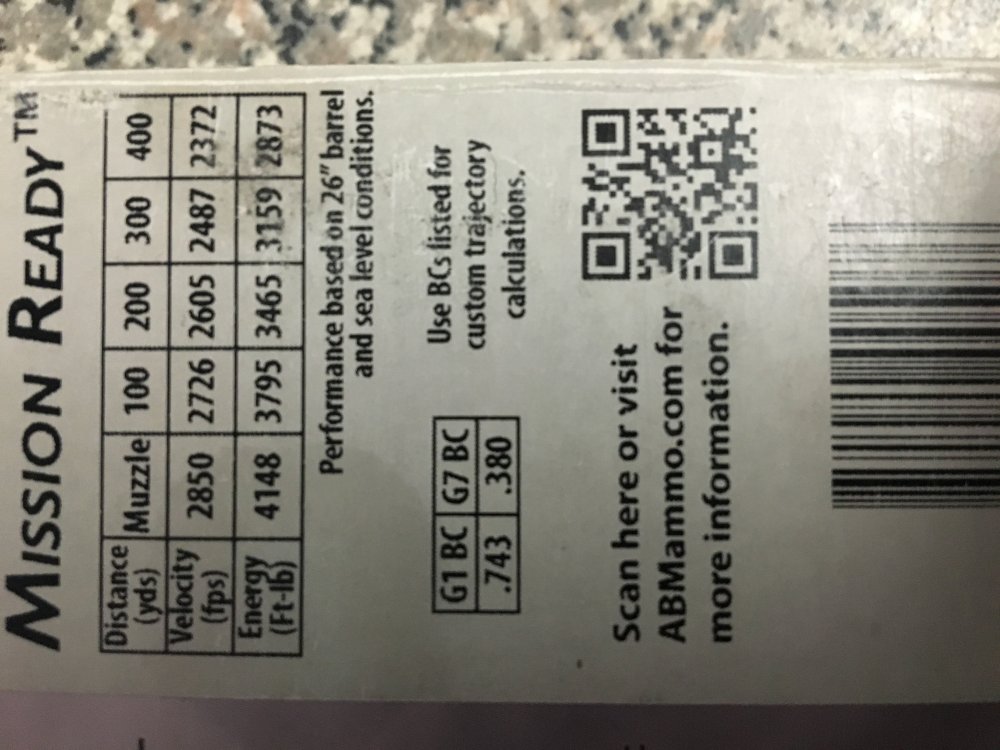 MISSION READY™
Distance (yds) Muzzle 100 200 300 400
Velocity (fps) 2850 2726 2605 2487 2372
Energy (Ft-lb) 4148 3795 3465 3159 2873
Performance based on 26" barrel
and sea level conditions.
G1 BC G7 BC
.743 .380
Use BCs listed for
custom trajectory
calculations.
Scan here or visit
ABMammo.com for
more information.